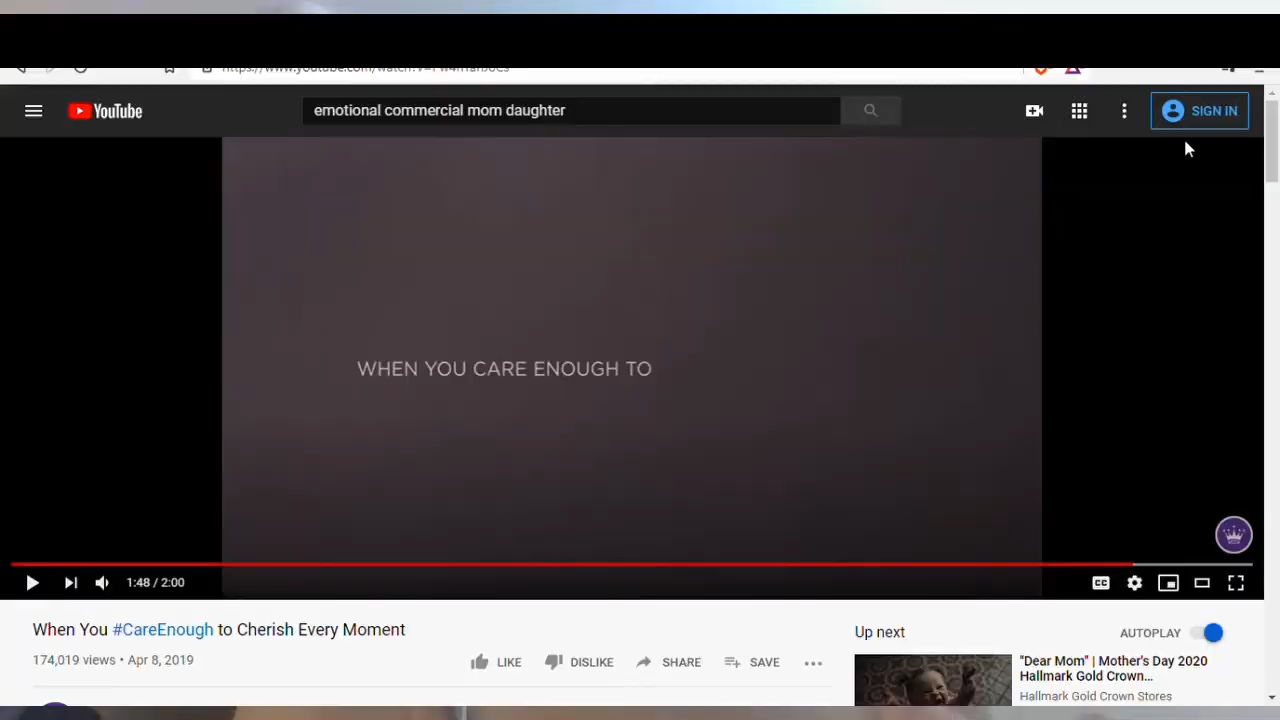 YouTube
emotional commercial mom daughter
SIGN IN
WHEN YOU CARE ENOUGH TO
1:48 / 2:00
CC
When You #CareEnough to Cherish Every Moment
174,019 views • Apr 8, 2019
LIKE
DISLIKE
SHARE
SAVE
Up next
AUTOPLAY
"Dear Mom" | Mother's Day 2020
Hallmark Gold Crown...
Hallmark Gold Crown Stores